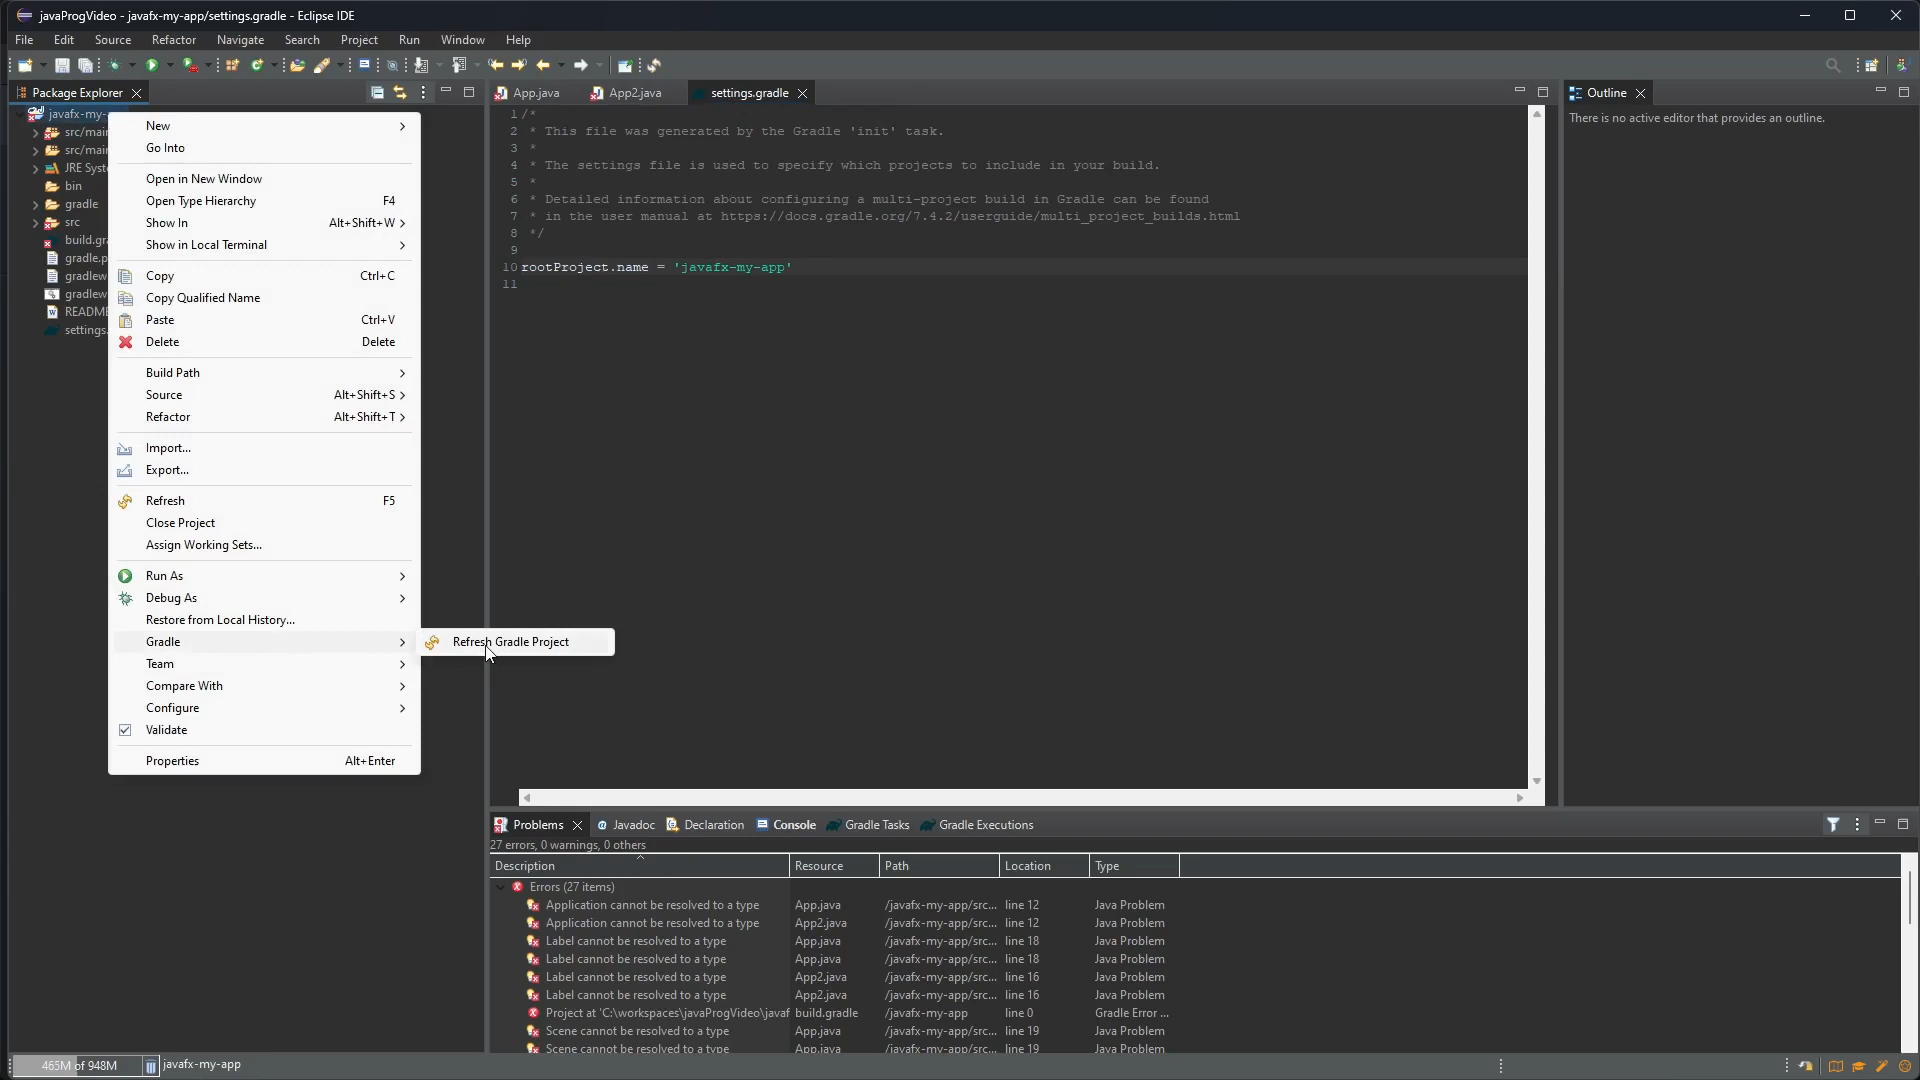 javaProgVideo - javafx-my-app/settings.gradle - Eclipse IDE
File Edit Source Refactor Navigate Search Project Run Window Help
Package Explorer
App.java App2.java settings.gradle
Outline
There is no active editor that provides an outline.
javafx-my-
src/mai
src/mai
JRE Syst
bin
gradle
src
build.gra
gradle.p
gradlew
gradlew
README
settings.
New
Go Into
Open in New Window
Open Type Hierarchy F4
Show In Alt+Shift+W
Show in Local Terminal
Copy Ctrl+C
Copy Qualified Name
Paste Ctrl+V
Delete Delete
Build Path
Source Alt+Shift+S
Refactor Alt+Shift+T
Import...
Export...
Refresh F5
Close Project
Assign Working Sets...
Run As
Debug As
Restore from Local History...
Gradle
Refresh Gradle Project
Team
Compare With
Configure
Validate
Properties Alt+Enter
1 /*
2 * This file was generated by the Gradle 'init' task.
3 *
4 * The settings file is used to specify which projects to include in your build.
5 *
6 * Detailed information about configuring a multi-project build in Gradle can be found
7 * in the user manual at https://docs.gradle.org/7.4.2/userguide/multi_project_builds.html
8 */
9
10 rootProject.name = 'javafx-my-app'
11
Problems Javadoc Declaration Console Gradle Tasks Gradle Executions
27 errors, 0 warnings, 0 others
Description Resource Path Location Type
Errors (27 items)
Application cannot be resolved to a type App.java /javafx-my-app/src... line 12 Java Problem
Application cannot be resolved to a type App2.java /javafx-my-app/src... line 12 Java Problem
Label cannot be resolved to a type App.java /javafx-my-app/src... line 18 Java Problem
Label cannot be resolved to a type App.java /javafx-my-app/src... line 18 Java Problem
Label cannot be resolved to a type App2.java /javafx-my-app/src... line 16 Java Problem
Label cannot be resolved to a type App2.java /javafx-my-app/src... line 16 Java Problem
Project at 'C:\workspaces\javaProgVideo\javaf build.gradle /javafx-my-app line 0 Gradle Error ...
Scene cannot be resolved to a type App.java /javafx-my-app/src... line 19 Java Problem
Scene cannot be resolved to a type App.java /javafx-my-app/src... line 19 Java Problem
465M of 948M javafx-my-app